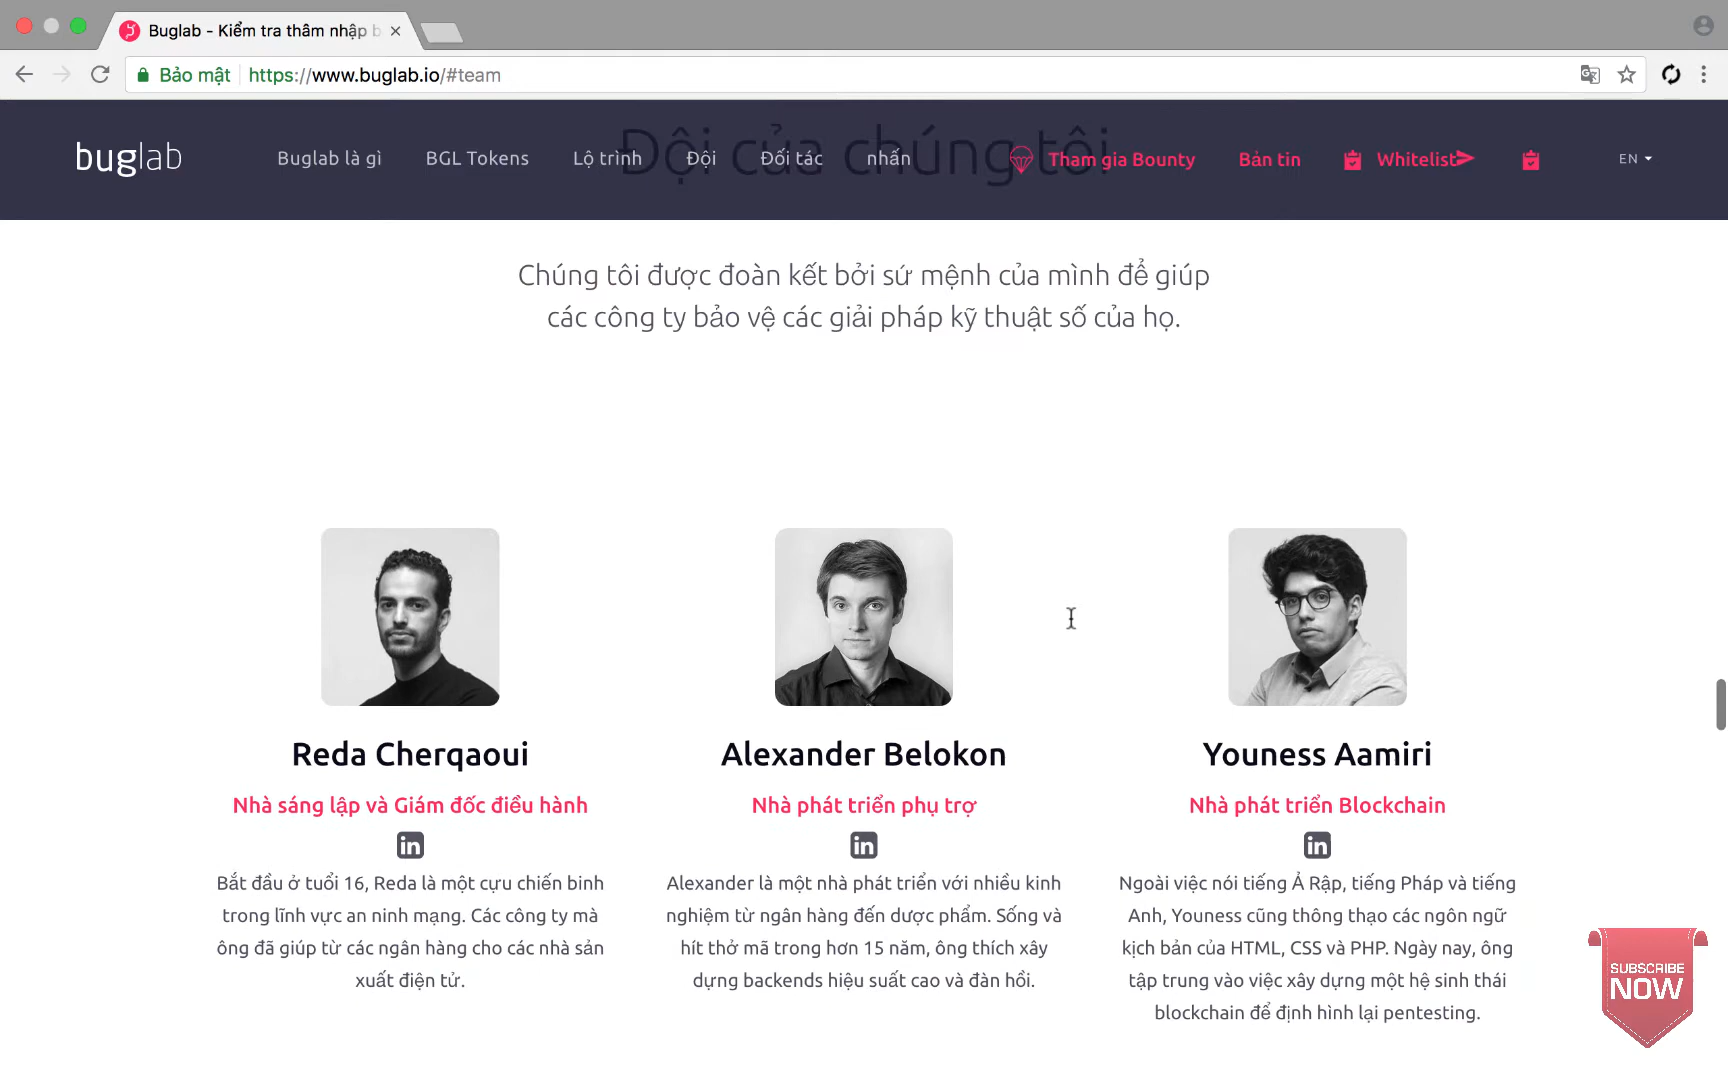 Buglab - Kiểm tra thâm nhập b
Bảo mật https://www.buglab.io/#team
Đội của chúng tôi
buglab Buglab là gì BGL Tokens Lộ trình Đội Đối tác nhấn Tham gia Bounty Bản tin Whitelist EN
Chúng tôi được đoàn kết bởi sứ mệnh của mình để giúp
các công ty bảo vệ các giải pháp kỹ thuật số của họ.
Reda Cherqaoui
Nhà sáng lập và Giám đốc điều hành
in
Bắt đầu ở tuổi 16, Reda là một cựu chiến binh
trong lĩnh vực an ninh mạng. Các công ty mà
ông đã giúp từ các ngân hàng cho các nhà sản
xuất điện tử.
Alexander Belokon
Nhà phát triển phụ trợ
in
Alexander là một nhà phát triển với nhiều kinh
nghiệm từ ngân hàng đến dược phẩm. Sống và
hít thở mã trong hơn 15 năm, ông thích xây
dựng backends hiệu suất cao và đàn hồi.
Youness Aamiri
Nhà phát triển Blockchain
in
Ngoài việc nói tiếng Ả Rập, tiếng Pháp và tiếng
Anh, Youness cũng thông thạo các ngôn ngữ
kịch bản của HTML, CSS và PHP. Ngày nay, ông
tập trung vào việc xây dựng một hệ sinh thái
blockchain để định hình lại pentesting.
SUBSCRIBE
NOW